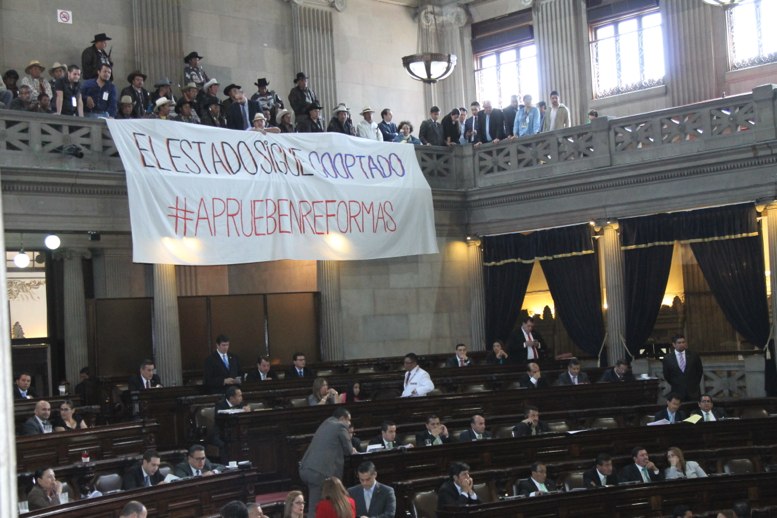 EL ESTADO SIGUE COOPTADO
#APRUEBENREFORMAS